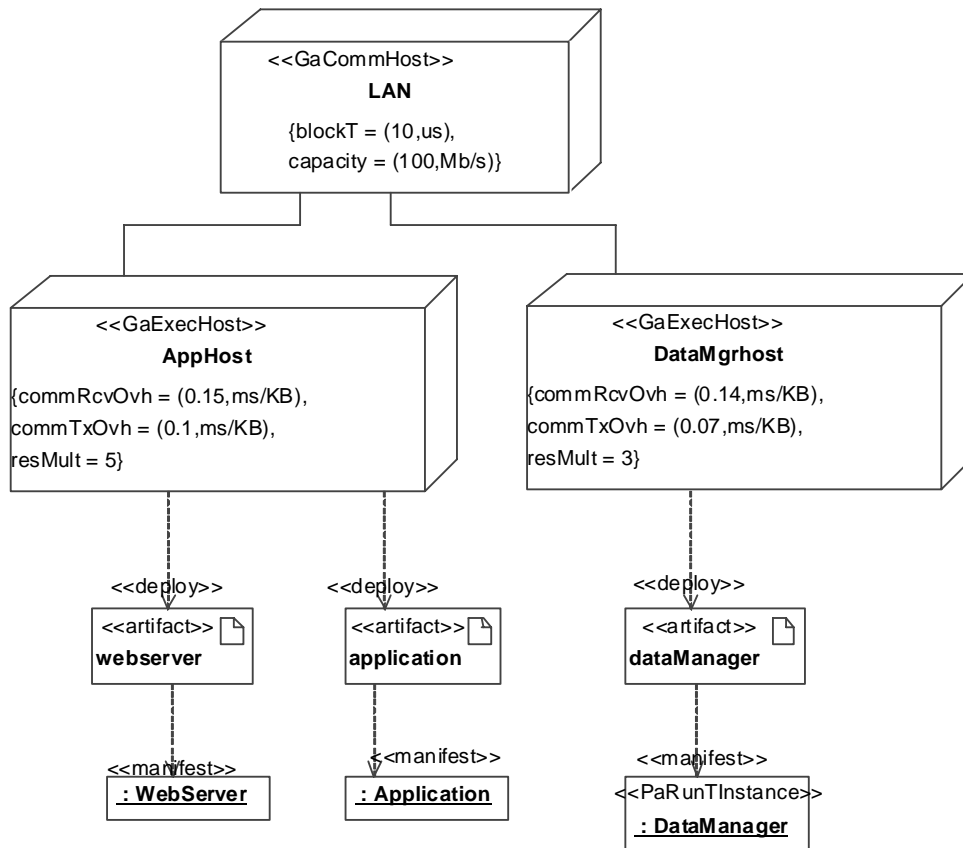 <<GaCommHost>>
LAN
{blockT = (10,us),
capacity = (100,Mb/s)}
<<GaExecHost>>
AppHost
{commRcvOvh = (0.15,ms/KB),
commTxOvh = (0.1,ms/KB),
resMult = 5}
<<GaExecHost>>
DataMgrhost
{commRcvOvh = (0.14,ms/KB),
commTxOvh = (0.07,ms/KB),
resMult = 3}
<<deploy>>
<<deploy>>
<<deploy>>
<<artifact>>
webserver
<<artifact>>
application
<<artifact>>
dataManager
<<manifest>>
: WebServer
<<manifest>>
: Application
<<manifest>>
<<PaRunTInstance>>
: DataManager